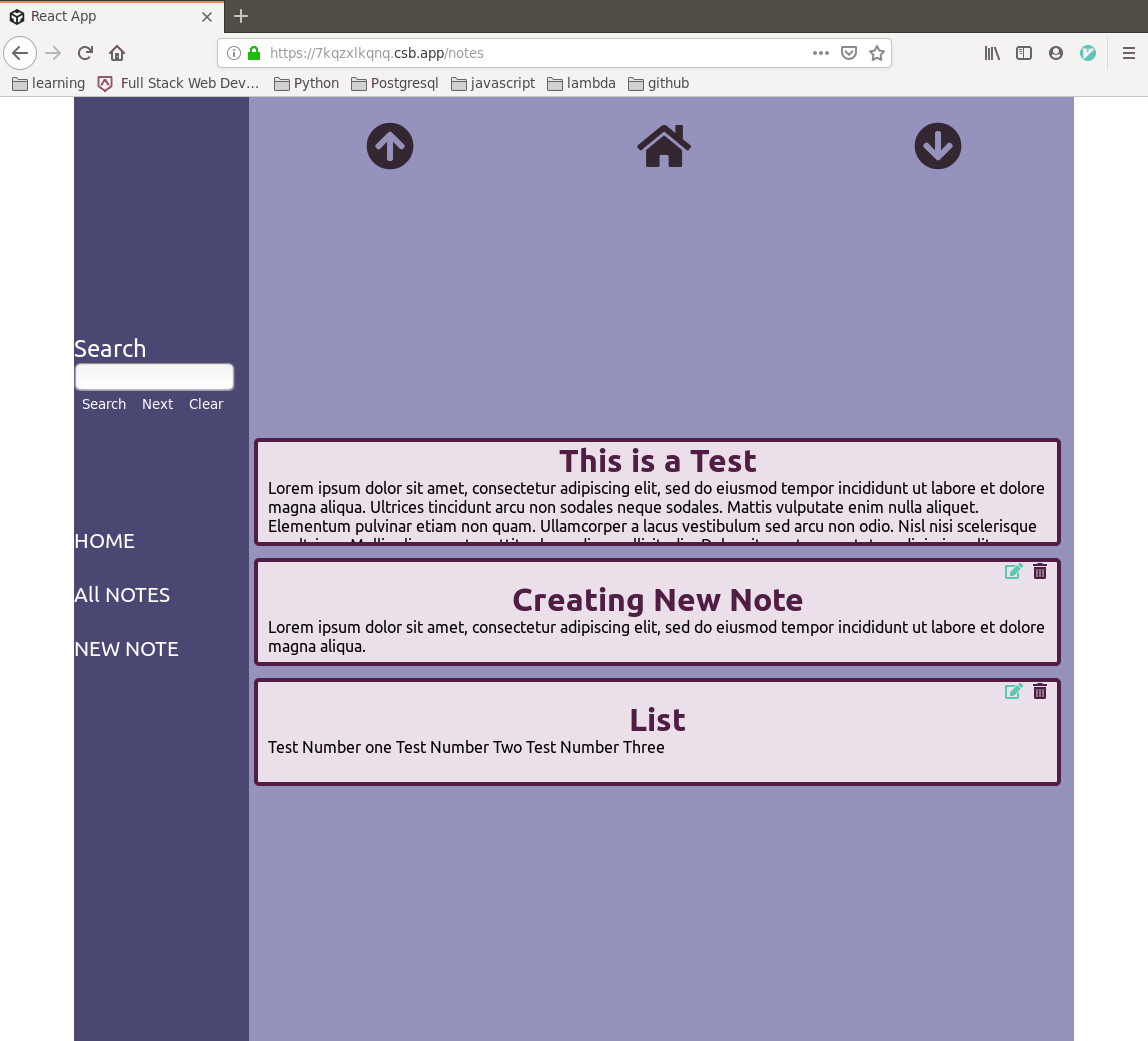 React App
https://7kqzxlkqnq.csb.app/notes
learning
Full Stack Web Dev…
Python
Postgresql
javascript
lambda
github
Search
Search Next Clear
HOME
All NOTES
NEW NOTE
This is a Test
Lorem ipsum dolor sit amet, consectetur adipiscing elit, sed do eiusmod tempor incididunt ut labore et dolore
magna aliqua. Ultrices tincidunt arcu non sodales neque sodales. Mattis vulputate enim nulla aliquet.
Elementum pulvinar etiam non quam. Ullamcorper a lacus vestibulum sed arcu non odio. Nisl nisi scelerisque
Creating New Note
Lorem ipsum dolor sit amet, consectetur adipiscing elit, sed do eiusmod tempor incididunt ut labore et dolore
magna aliqua.
List
Test Number one Test Number Two Test Number Three